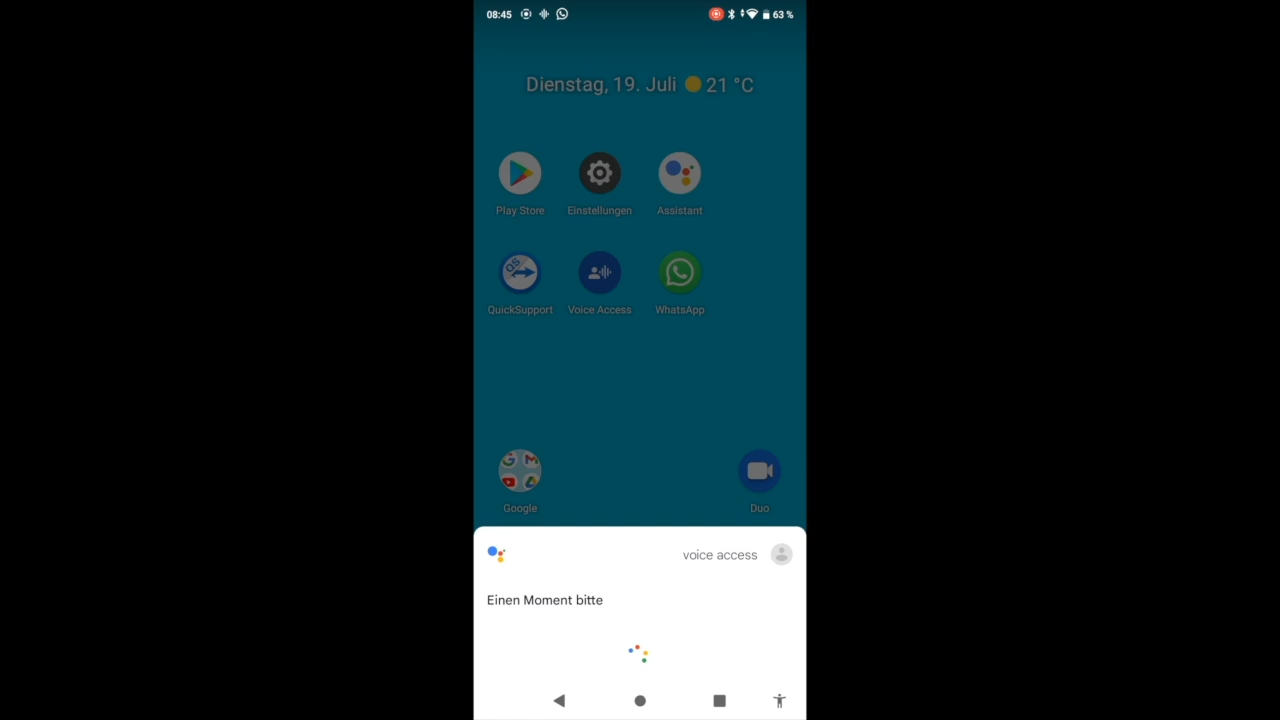 08:45 63 %
Dienstag, 19. Juli 21 °C
Play Store Einstellungen Assistant
QS
QuickSupport Voice Access WhatsApp
Google Duo
voice access
Einen Moment bitte